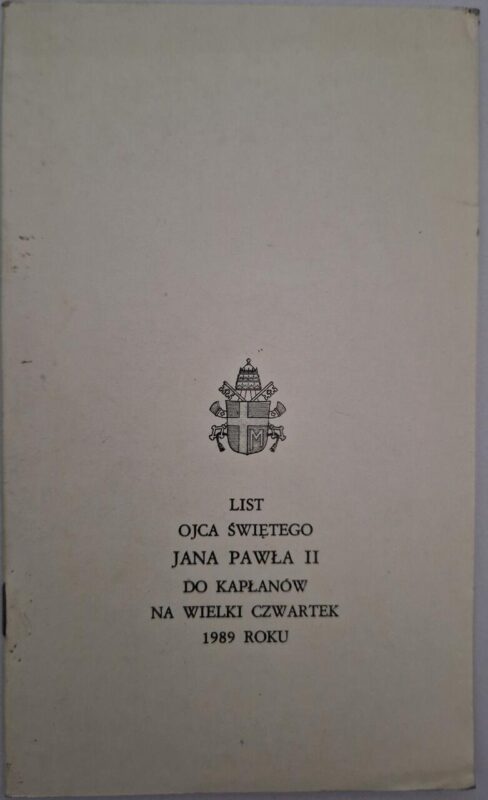 LIST
OJCA ŚWIĘTEGO
JANA PAWŁA II
DO KAPŁANÓW
NA WIELKI CZWARTEK
1989 ROKU